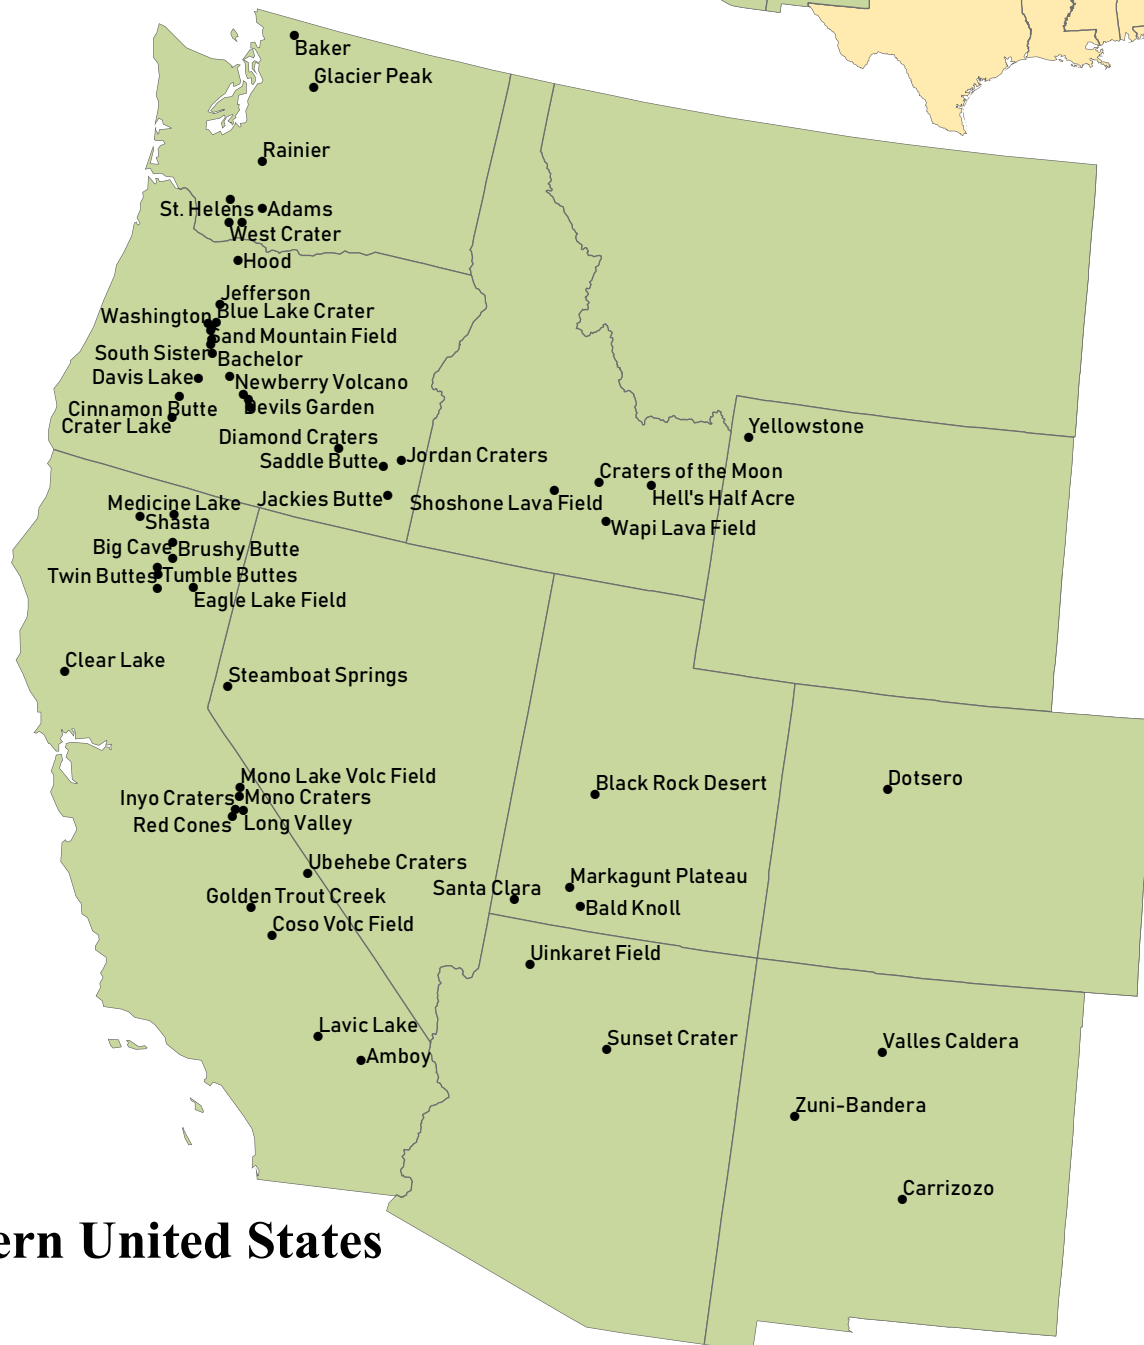 Baker
Glacier Peak
Rainier
St. Helens
Adams
West Crater
Hood
Jefferson
Washington
Blue Lake Crater
Sand Mountain Field
South Sister
Bachelor
Davis Lake
Newberry Volcano
Cinnamon Butte
Devils Garden
Crater Lake
Yellowstone
Diamond Craters
Saddle Butte
Jordan Craters
Craters of the Moon
Jackies Butte
Shoshone Lava Field
Hell's Half Acre
Wapi Lava Field
Medicine Lake
Shasta
Big Cave
Brushy Butte
Twin Buttes
Tumble Buttes
Eagle Lake Field
Clear Lake
Steamboat Springs
Mono Lake Volc Field
Black Rock Desert
Dotsero
Inyo Craters
Mono Craters
Red Cones
Long Valley
Ubehebe Craters
Golden Trout Creek
Santa Clara
Markagunt Plateau
Bald Knoll
Coso Volc Field
Uinkaret Field
Lavic Lake
Amboy
Sunset Crater
Valles Caldera
Zuni-Bandera
Carrizozo
ern United States